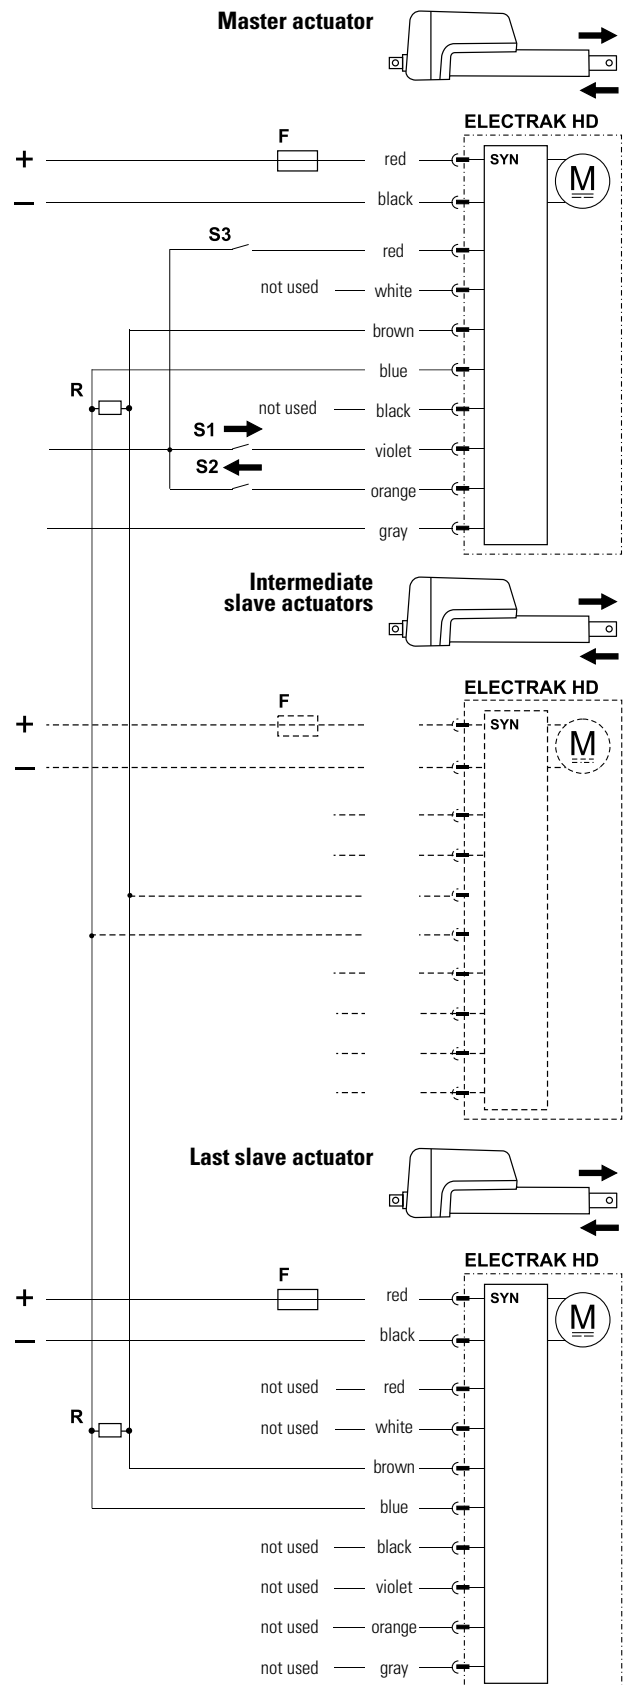 Master actuator
ELECTRAK HD
F
+ red SYN M
– black
S3
red
not used white
brown
blue
R
not used black
S1
violet
S2
orange
gray
Intermediate
slave actuators
ELECTRAK HD
F
+ SYN M
–
Last slave actuator
ELECTRAK HD
F
+ red SYN M
– black
not used red
R
not used white
brown
blue
not used black
not used violet
not used orange
not used gray